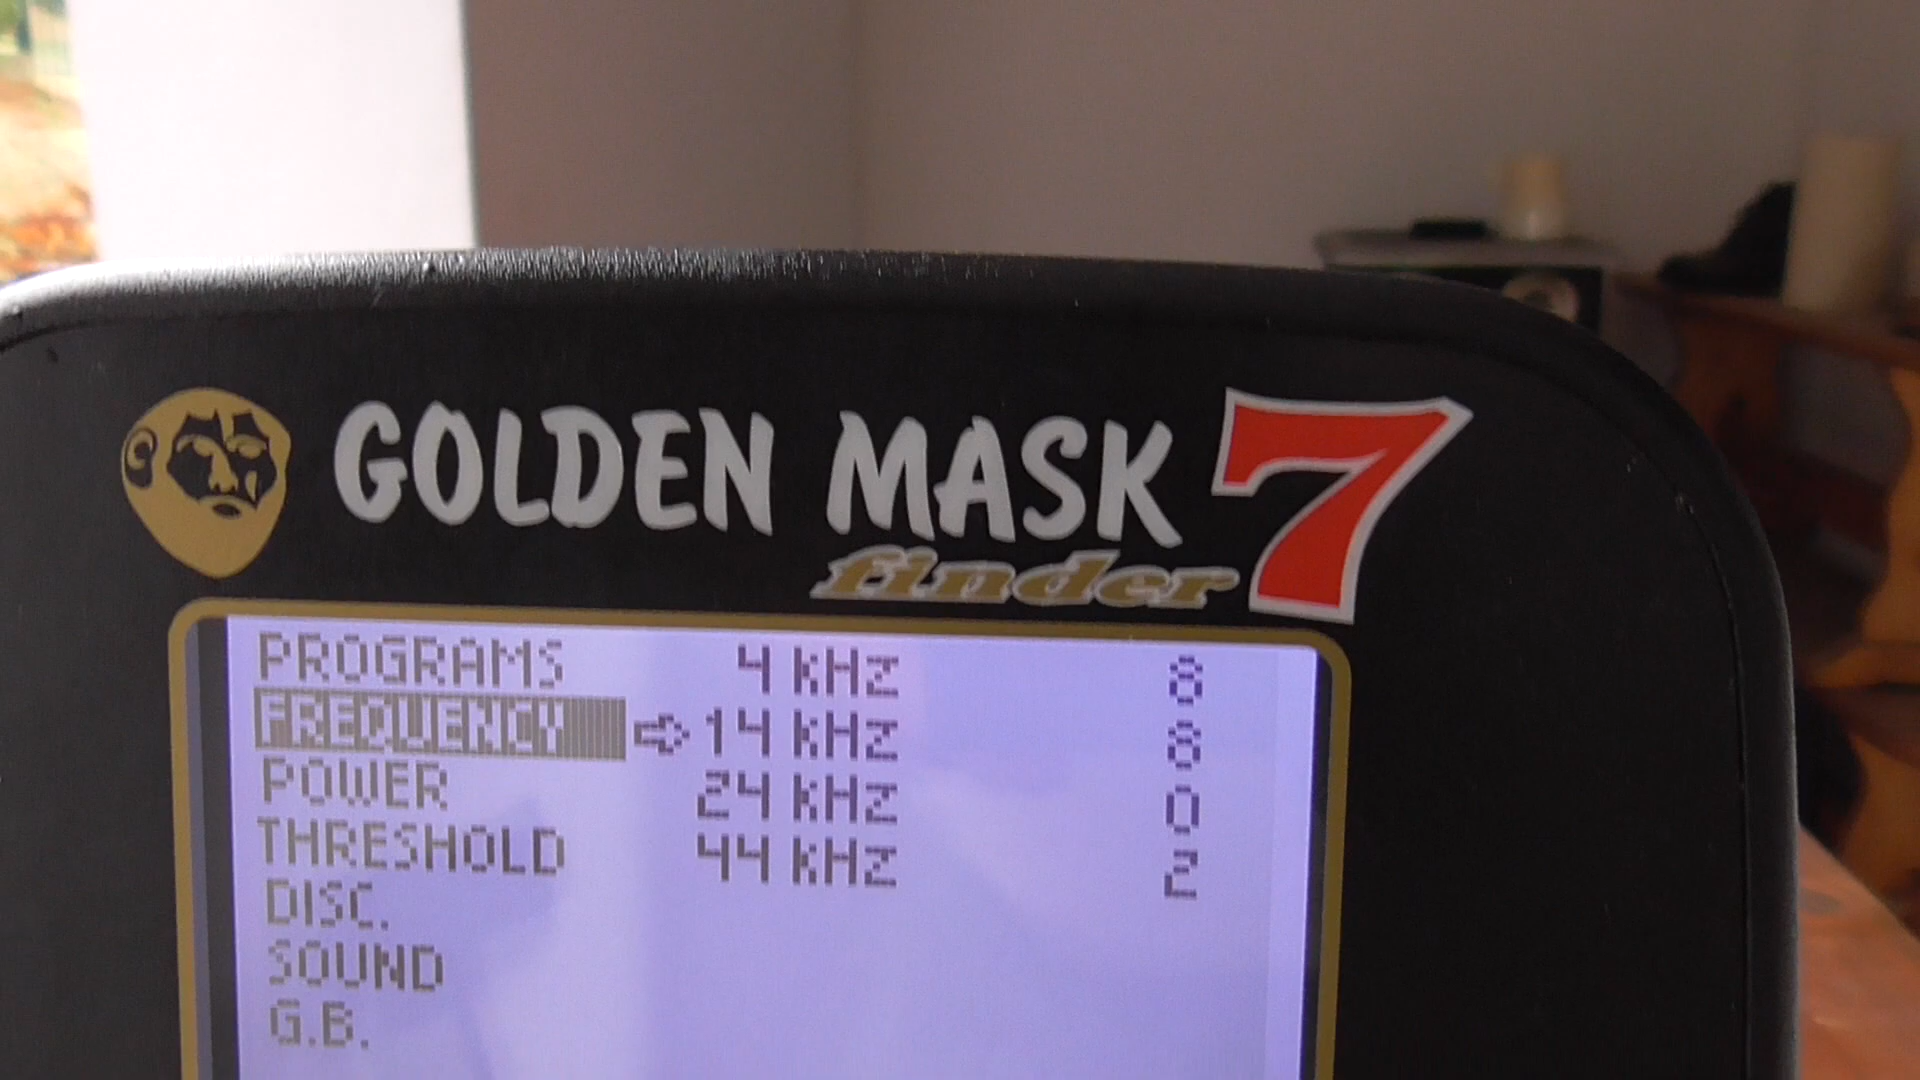 GOLDEN MASK 7
finder
PROGRAMS 4 kHz 8
FREQUENCY ⇨ 14 kHz 8
POWER 24 kHz 0
THRESHOLD 44 kHz 2
DISC.
SOUND
G.B.